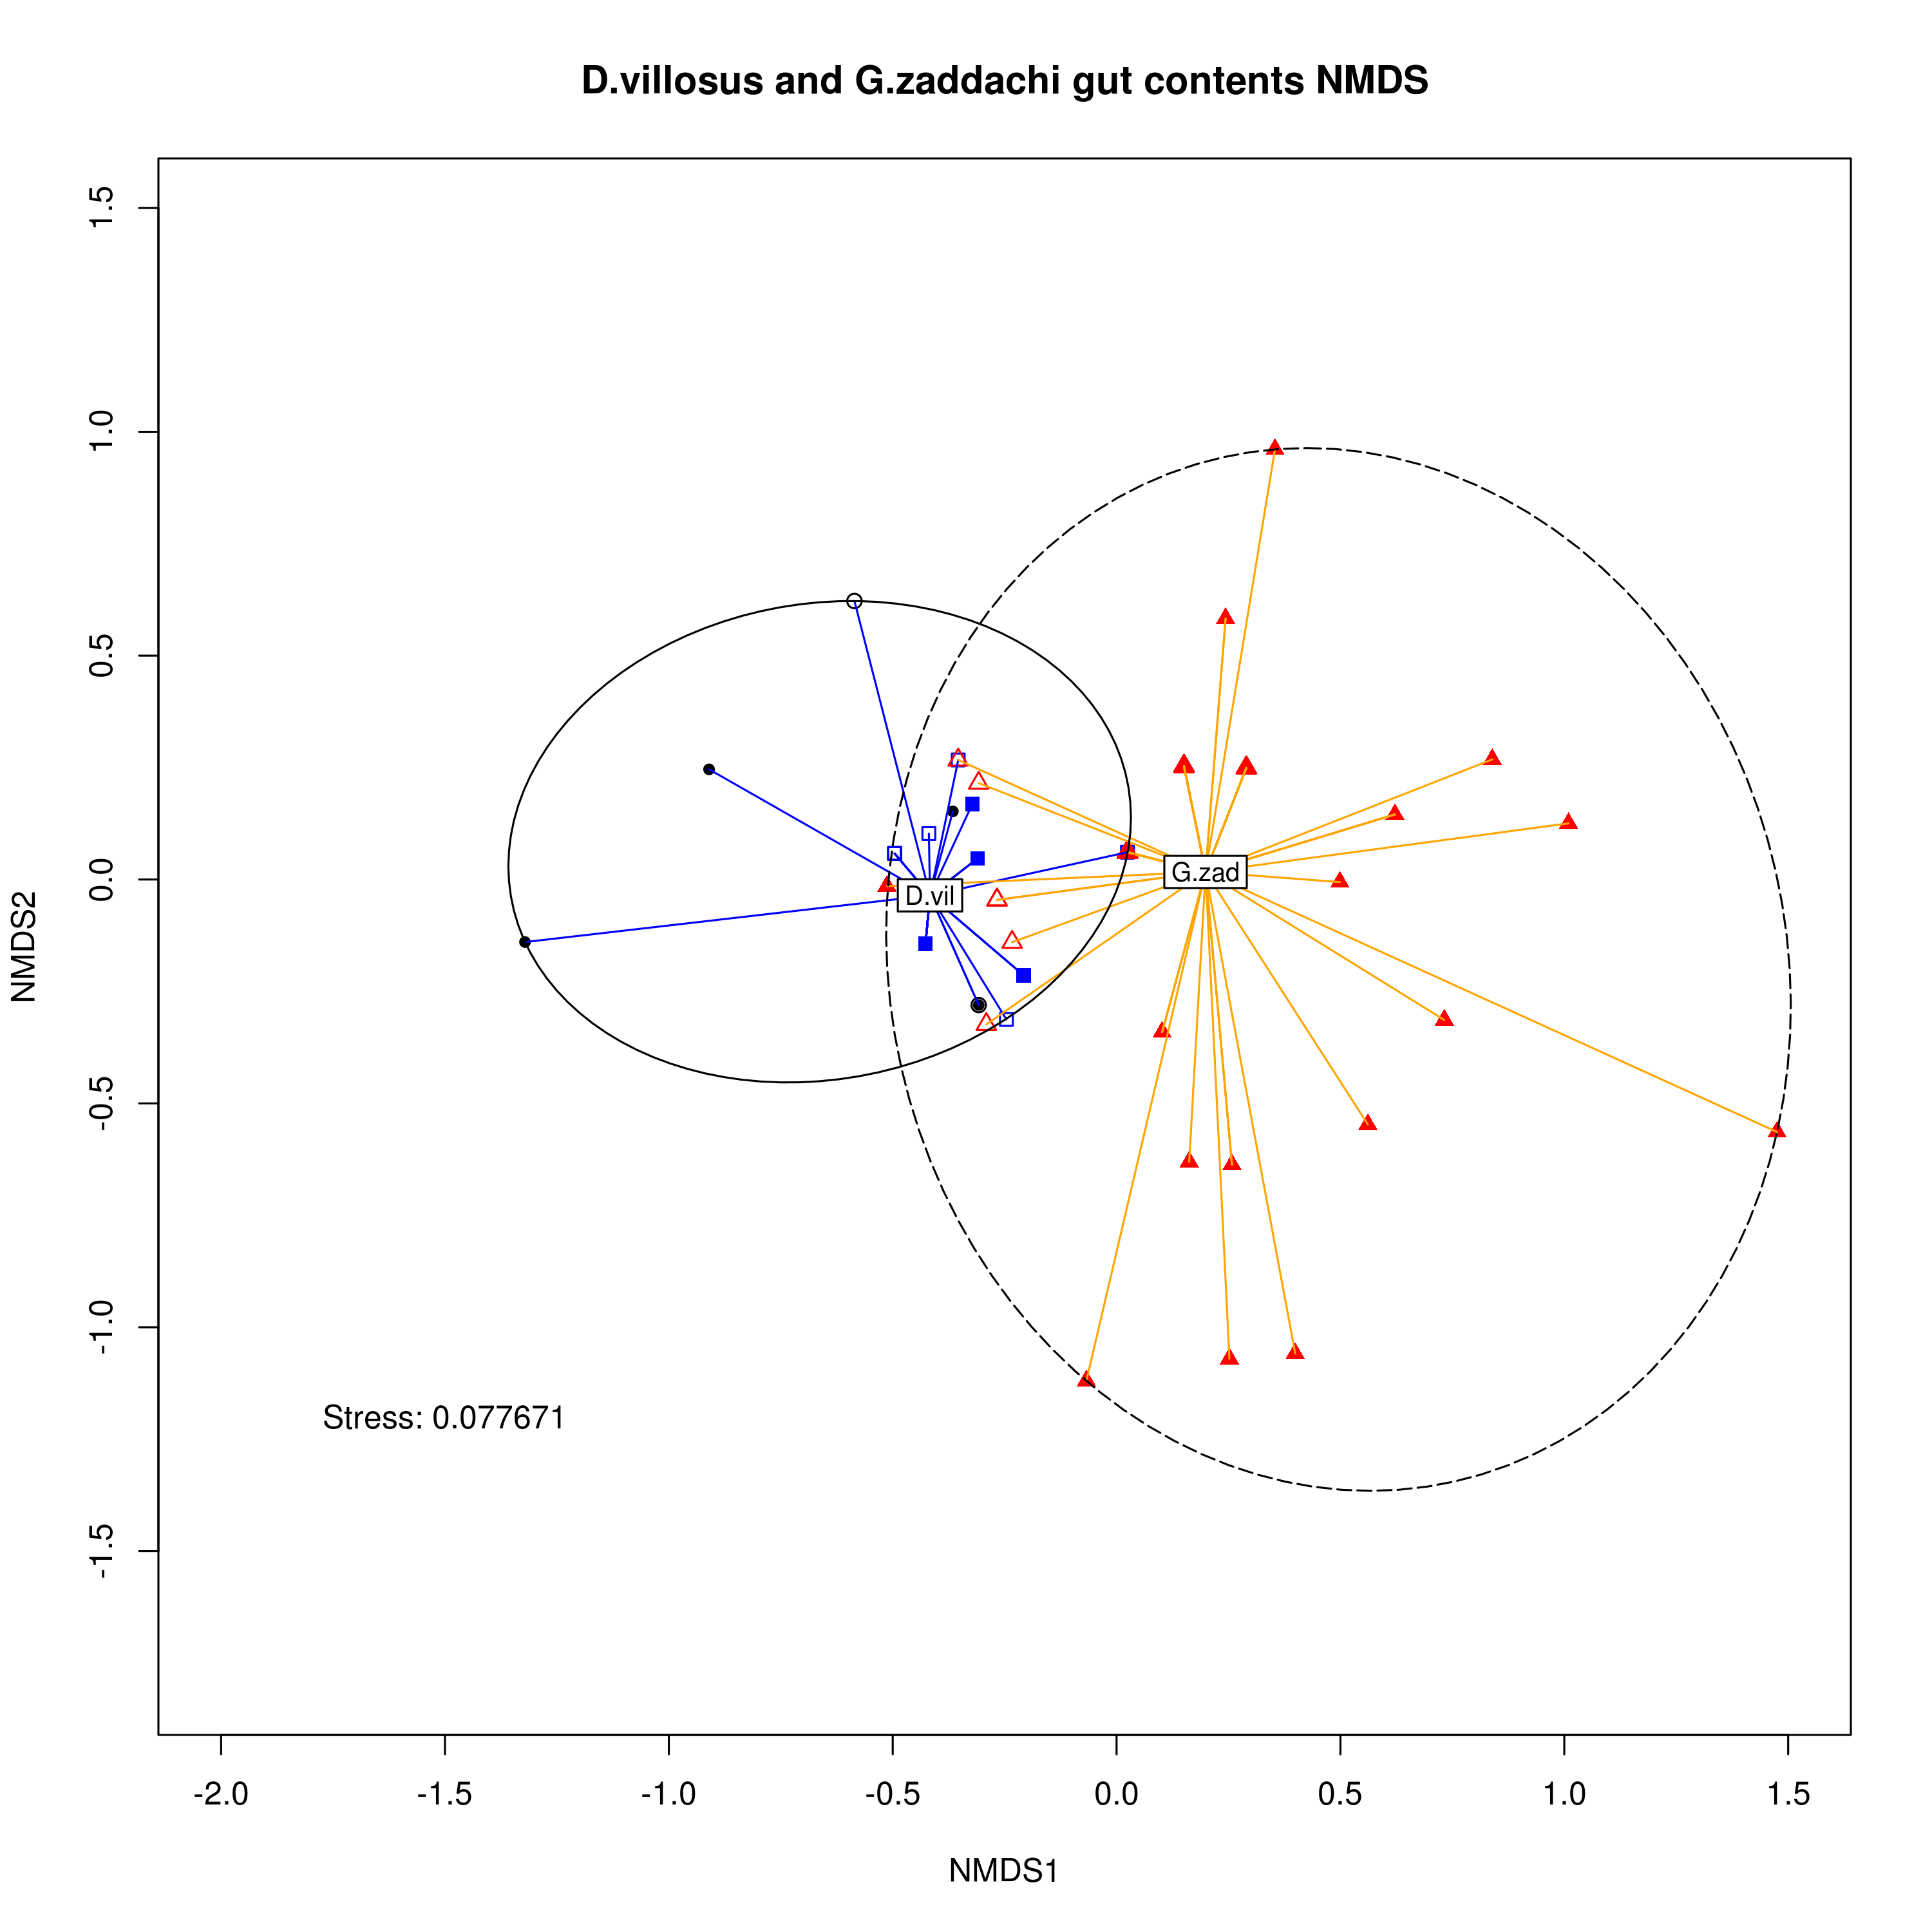 D.villosus and G.zaddachi gut contents NMDS
1.5
1.0
0.5
0.0
-0.5
-1.0
-1.5
NMDS2
D.vil
G.zad
Stress: 0.077671
-2.0 -1.5 -1.0 -0.5 0.0 0.5 1.0 1.5
NMDS1